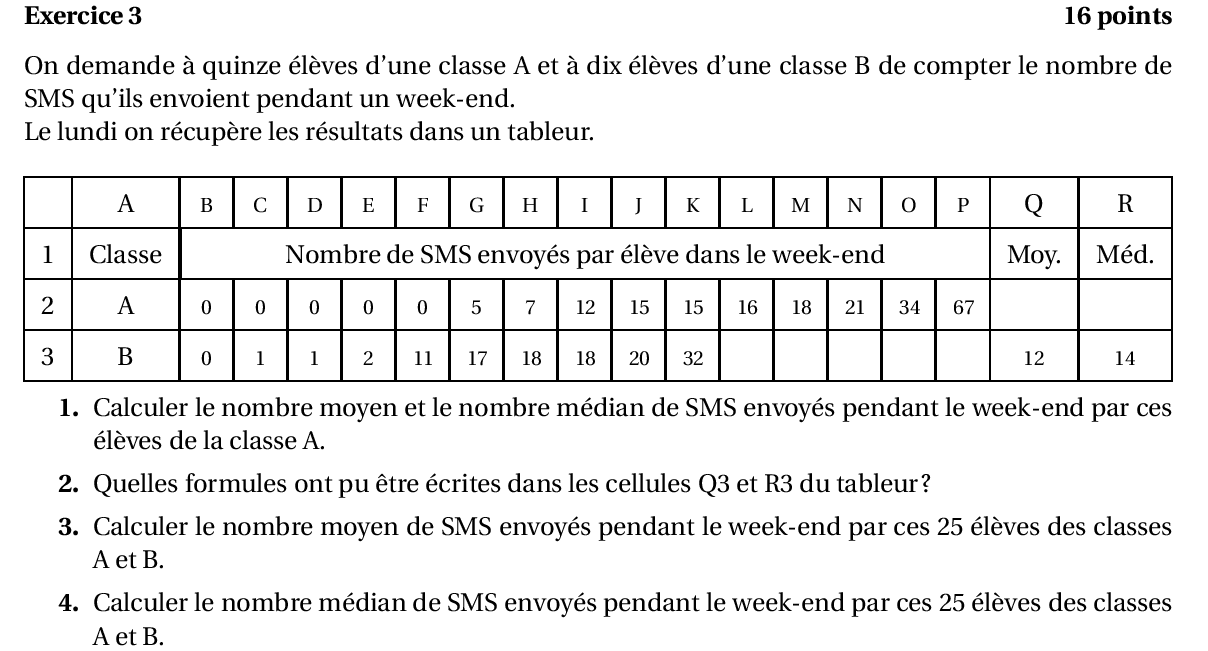 Exercice 3 16 points
On demande à quinze élèves d'une classe A et à dix élèves d'une classe B de compter le nombre de
SMS qu'ils envoient pendant un week-end.
Le lundi on récupère les résultats dans un tableur.
A B C D E F G H I J K L M N O P Q R
1 Classe Nombre de SMS envoyés par élève dans le week-end Moy. Méd.
2 A 0 0 0 0 0 5 7 12 15 15 16 18 21 34 67
3 B 0 1 1 2 11 17 18 18 20 32 12 14
1. Calculer le nombre moyen et le nombre médian de SMS envoyés pendant le week-end par ces
élèves de la classe A.
2. Quelles formules ont pu être écrites dans les cellules Q3 et R3 du tableur?
3. Calculer le nombre moyen de SMS envoyés pendant le week-end par ces 25 élèves des classes
A et B.
4. Calculer le nombre médian de SMS envoyés pendant le week-end par ces 25 élèves des classes
A et B.